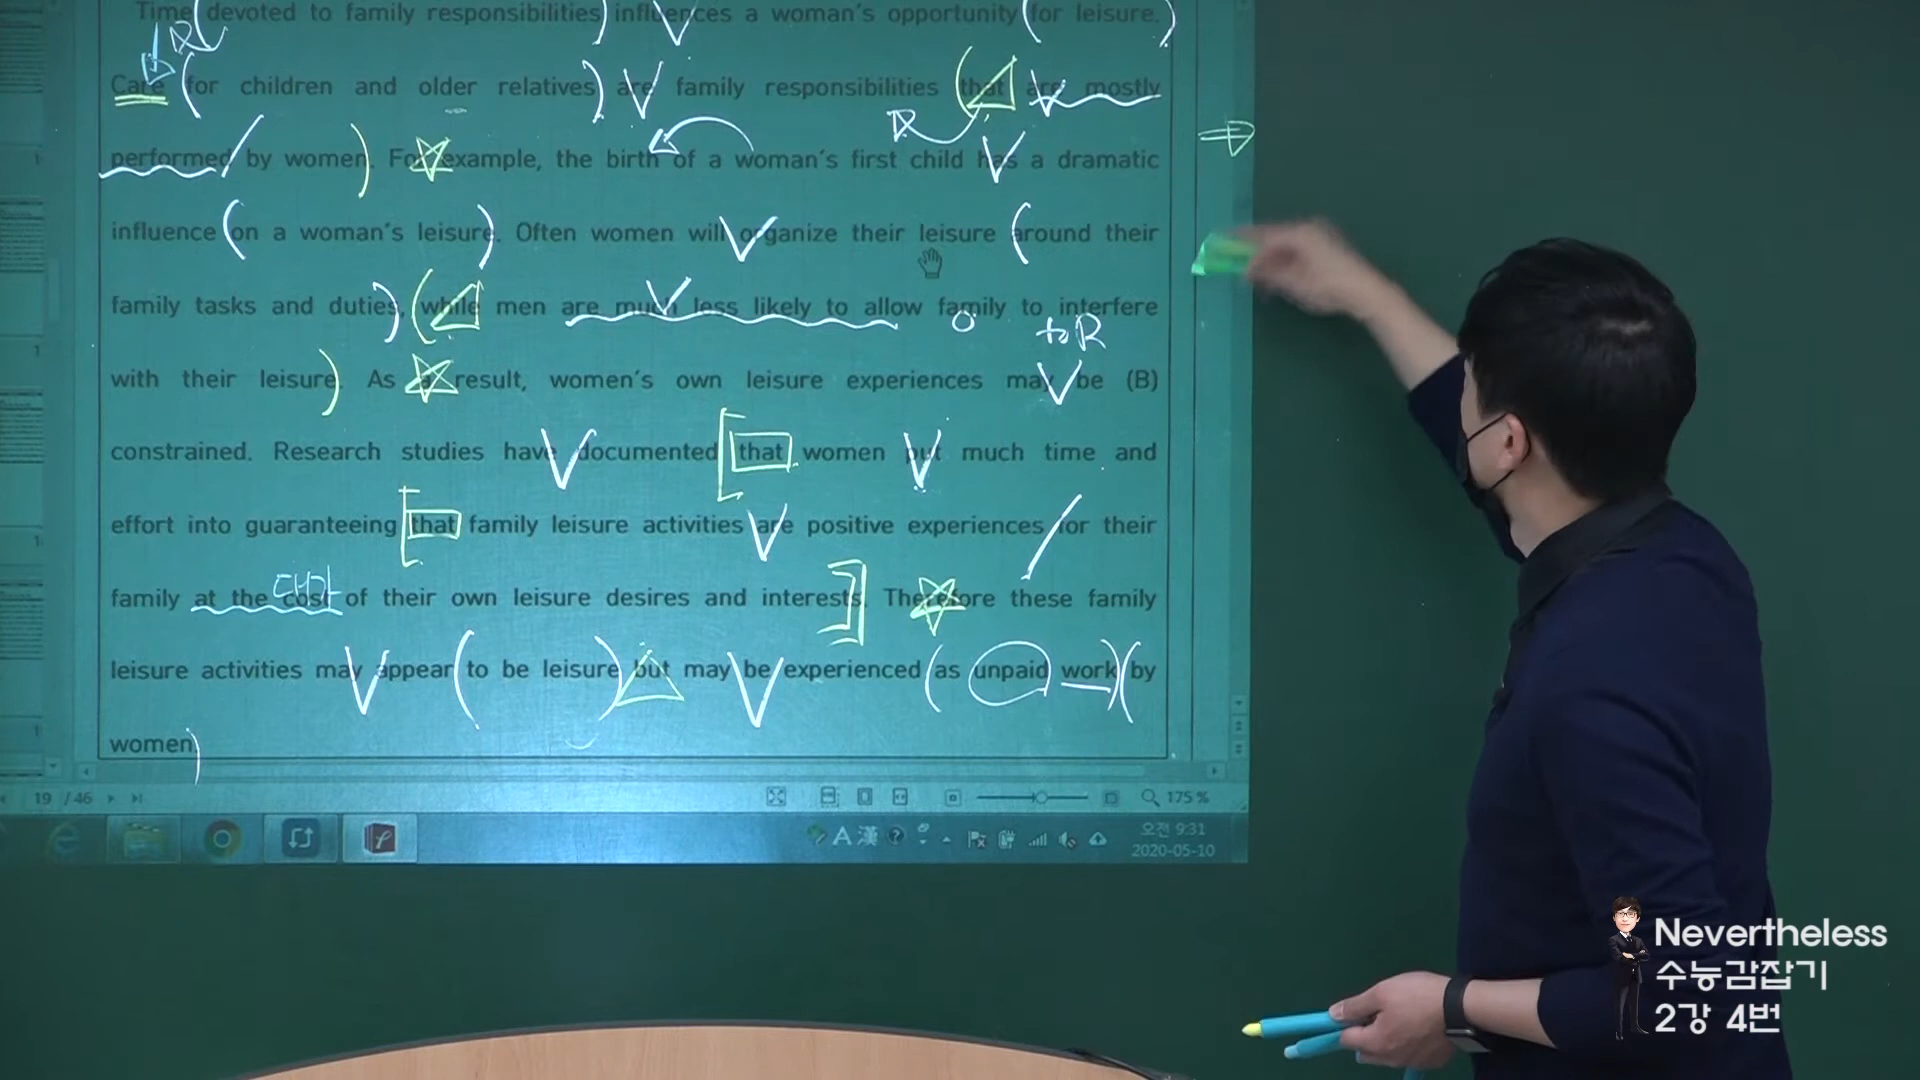 Time devoted to family responsibilities influences a woman's opportunity for leisure.
Care for children and older relatives are family responsibilities that are mostly
performed by women. For example, the birth of a woman's first child has a dramatic
influence on a woman's leisure. Often women will organize their leisure around their
family tasks and duties, while men are much less likely to allow family to interfere
O
to R
with their leisure. As a result, women's own leisure experiences may be (B)
constrained. Research studies have documented that women put much time and
effort into guaranteeing that family leisure activities are positive experiences for their
대가
family at the cost of their own leisure desires and interests. Therefore these family
leisure activities may appear to be leisure but may be experienced as unpaid work by
women.
19 / 46
175 %
A 漢
오전 9:31
2020-05-10
Nevertheless
수능감잡기
2강 4번